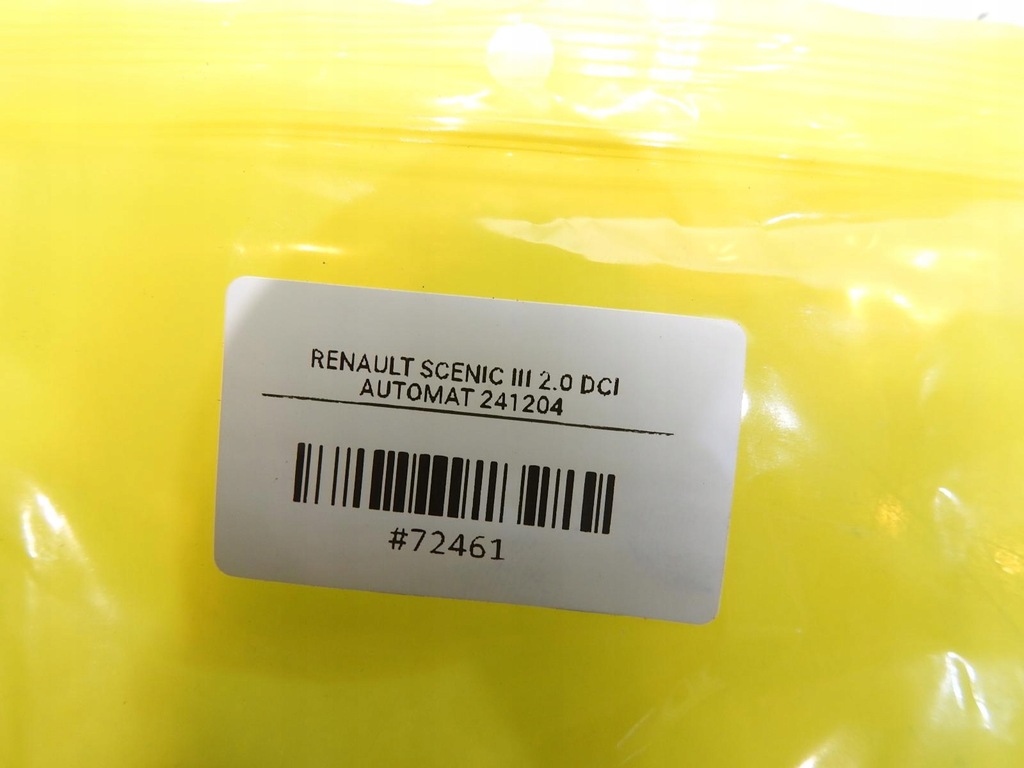 RENAULT SCENIC III 2.0 DCI
AUTOMAT 241204
#72461